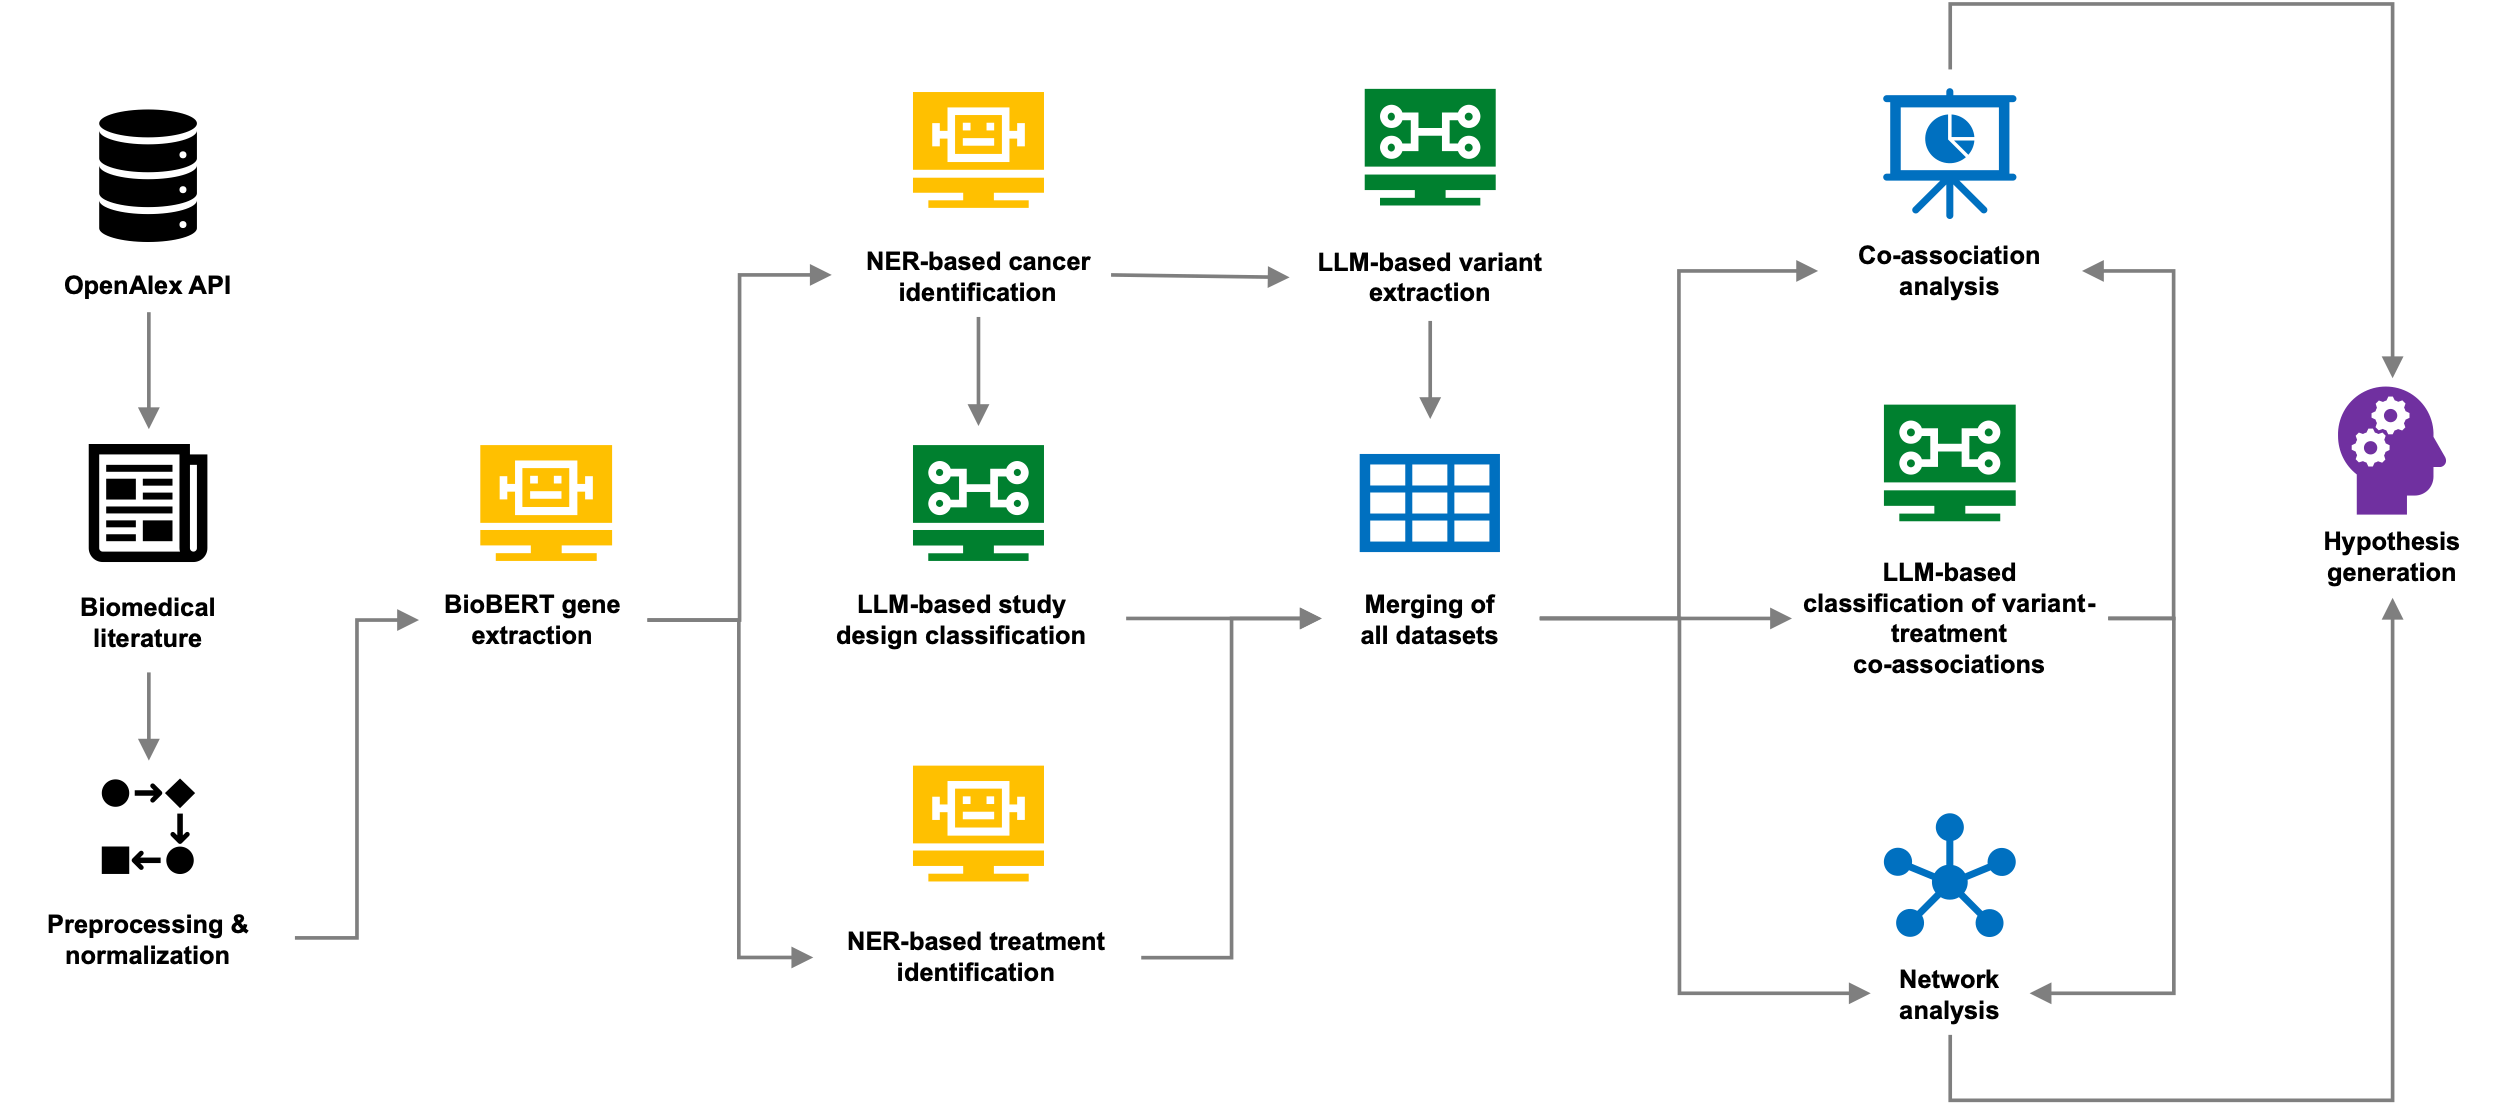 OpenAlex API
Biomedical
literature
Preprocessing &
normalization
BioBERT gene
extraction
NER-based cancer
identification
LLM-based study
design classification
NER-based treatment
identification
LLM-based variant
extraction
Merging of
all datasets
Co-association
analysis
LLM-based
classification of variant-
treatment
co-associations
Network
analysis
Hypothesis
generation